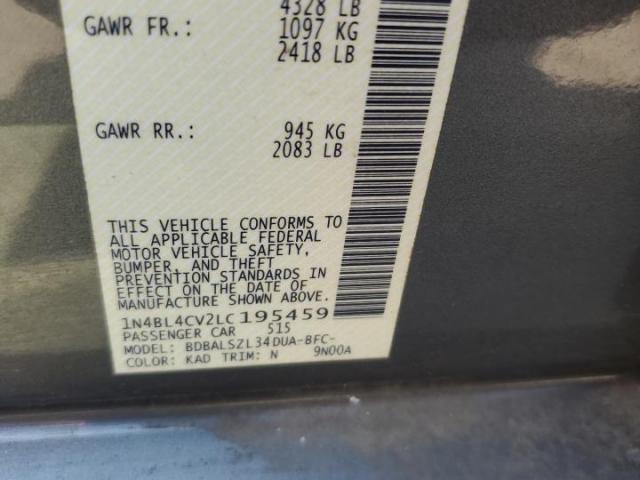 4328 LB
GAWR FR.: 1097 KG
2418 LB
GAWR RR.: 945 KG
2083 LB
THIS VEHICLE CONFORMS TO
ALL APPLICABLE FEDERAL
MOTOR VEHICLE SAFETY,
BUMPER, AND THEFT
PREVENTION STANDARDS IN
EFFECT ON THE DATE OF
MANUFACTURE SHOWN ABOVE.
1N4BL4CV2LC195459
PASSENGER CAR 515
MODEL: BDBALSZL34DUA-BFC-
COLOR: KAD TRIM: N 9N00A